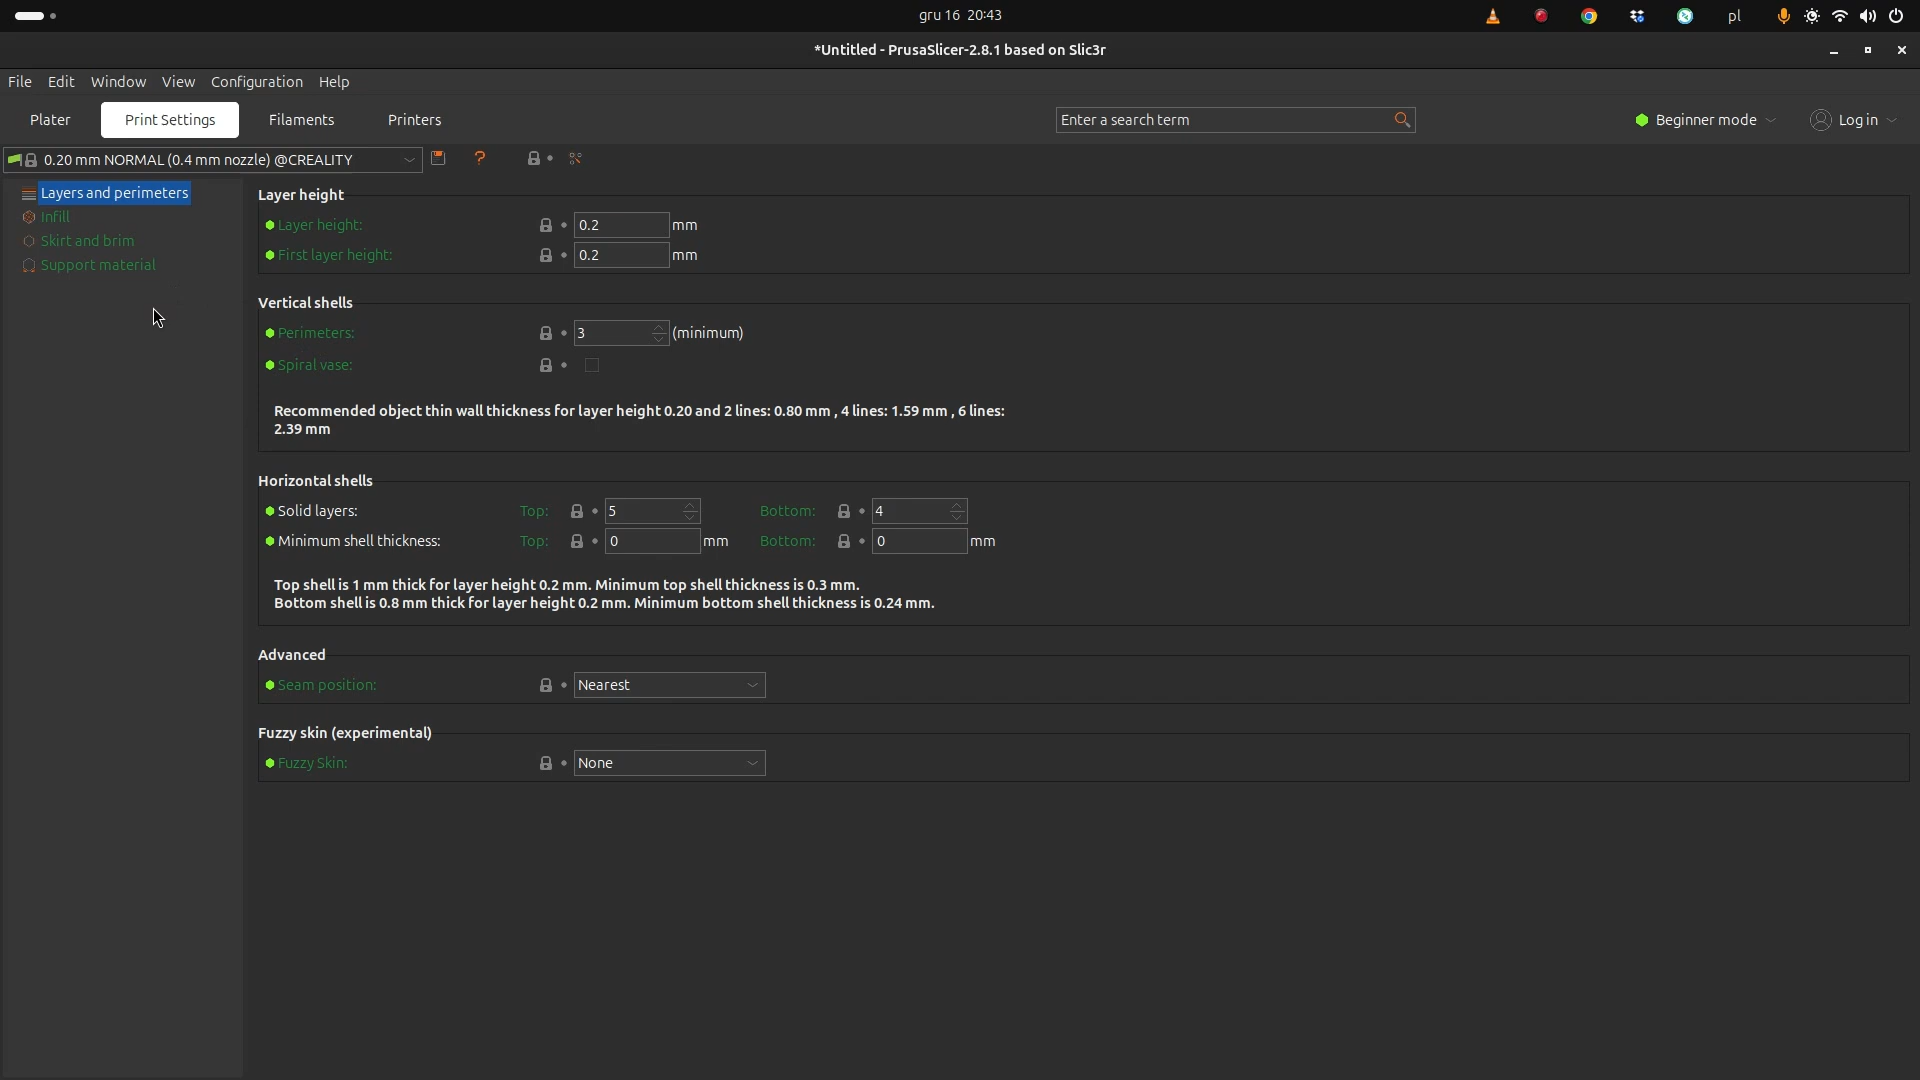 gru 16 20:43
pl
*Untitled - PrusaSlicer-2.8.1 based on Slic3r
File Edit Window View Configuration Help
Plater Print Settings Filaments Printers Enter a search term Beginner mode Log in
0.20 mm NORMAL (0.4 mm nozzle) @CREALITY ?
Layers and perimeters
Infill
Skirt and brim
Support material
Layer height
Layer height: 0.2 mm
First layer height: 0.2 mm
Vertical shells
Perimeters: 3 (minimum)
Spiral vase:
Recommended object thin wall thickness for layer height 0.20 and 2 lines: 0.80 mm , 4 lines: 1.59 mm , 6 lines:
2.39 mm
Horizontal shells
Solid layers: Top: 5 Bottom: 4
Minimum shell thickness: Top: 0 mm Bottom: 0 mm
Top shell is 1 mm thick for layer height 0.2 mm. Minimum top shell thickness is 0.3 mm.
Bottom shell is 0.8 mm thick for layer height 0.2 mm. Minimum bottom shell thickness is 0.24 mm.
Advanced
Seam position: Nearest
Fuzzy skin (experimental)
Fuzzy Skin: None